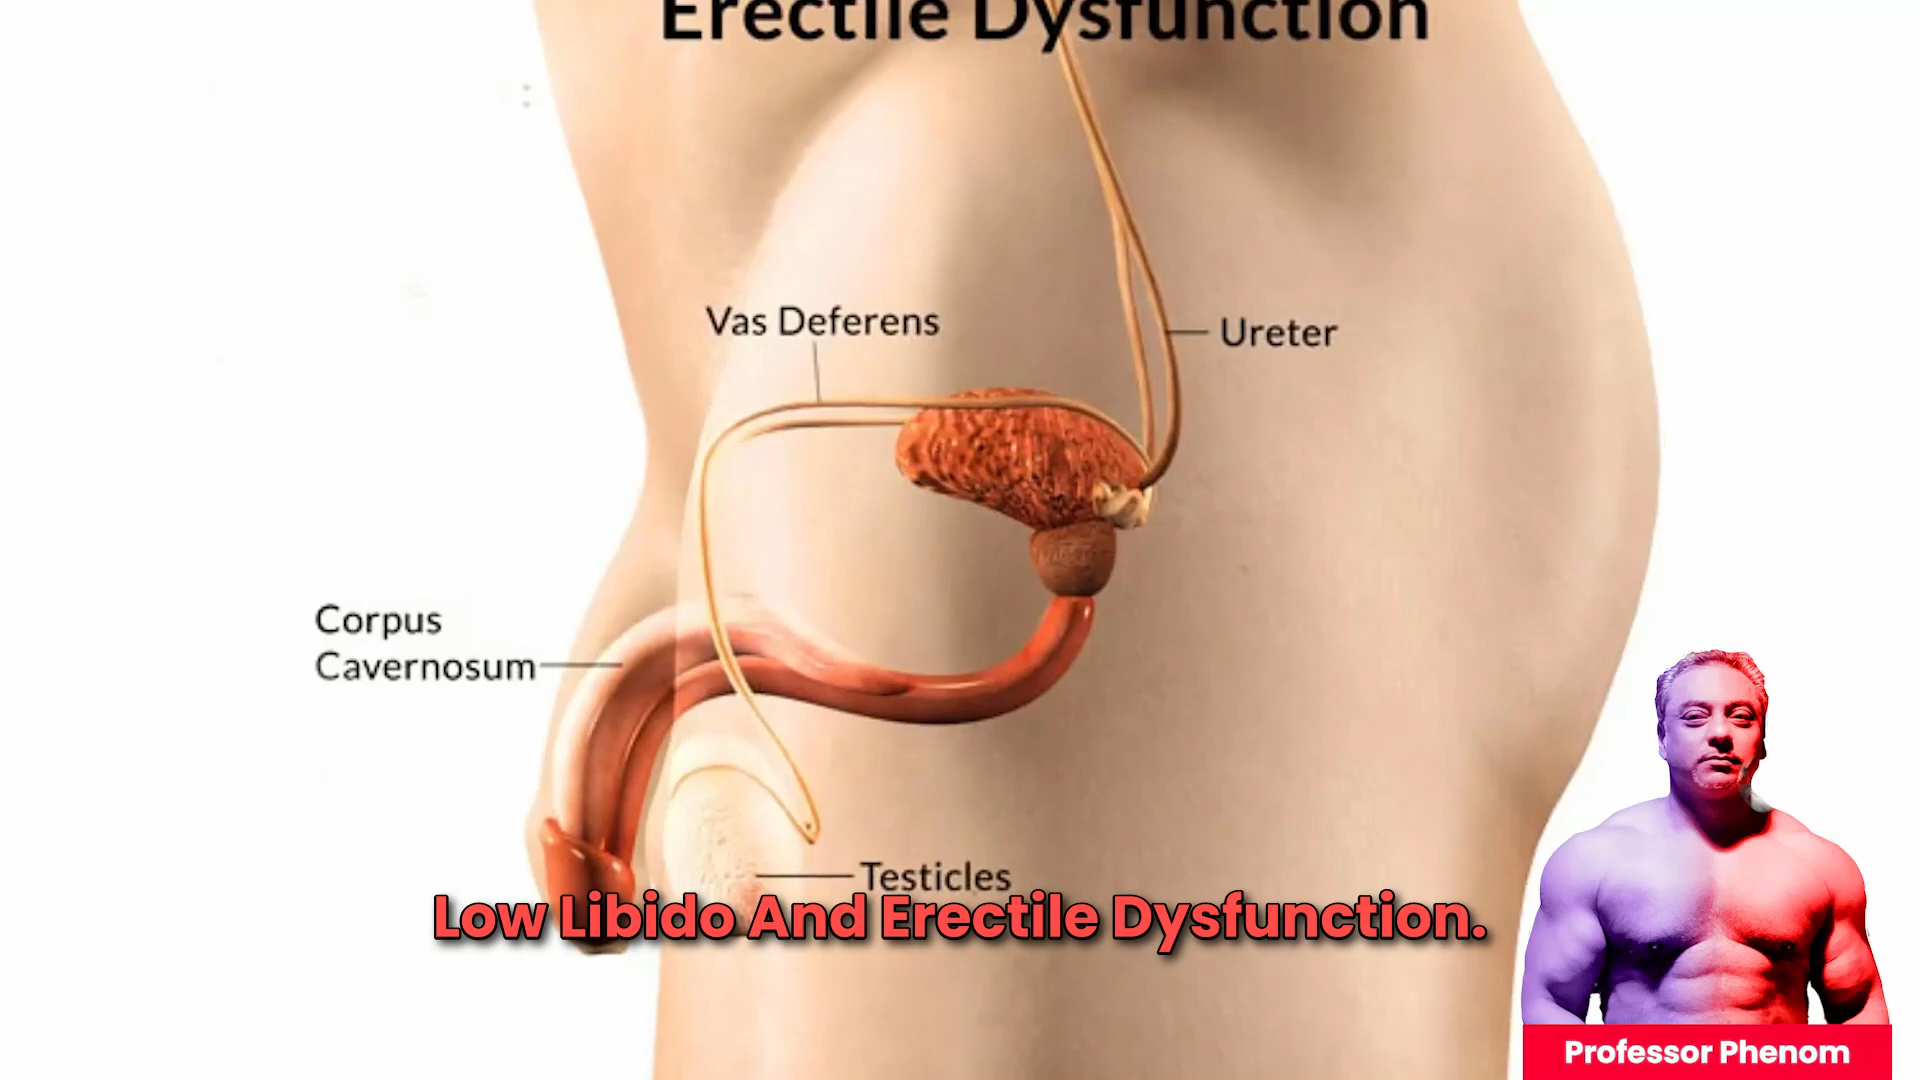 Erectile Dysfunction
Vas Deferens
Ureter
Corpus
Cavernosum
Testicles
Low Libido And Erectile Dysfunction.
Professor Phenom